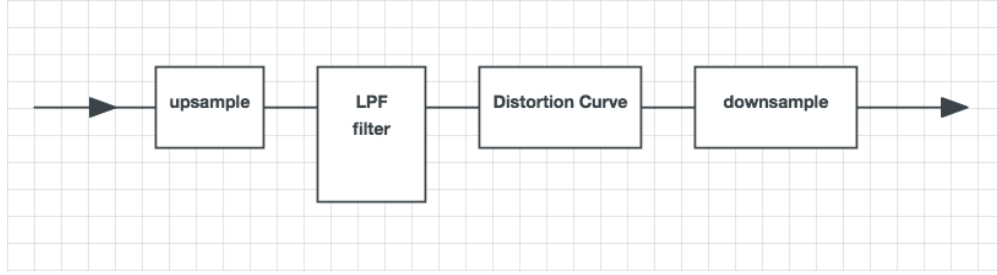 upsample
LPF
filter
Distortion Curve
downsample